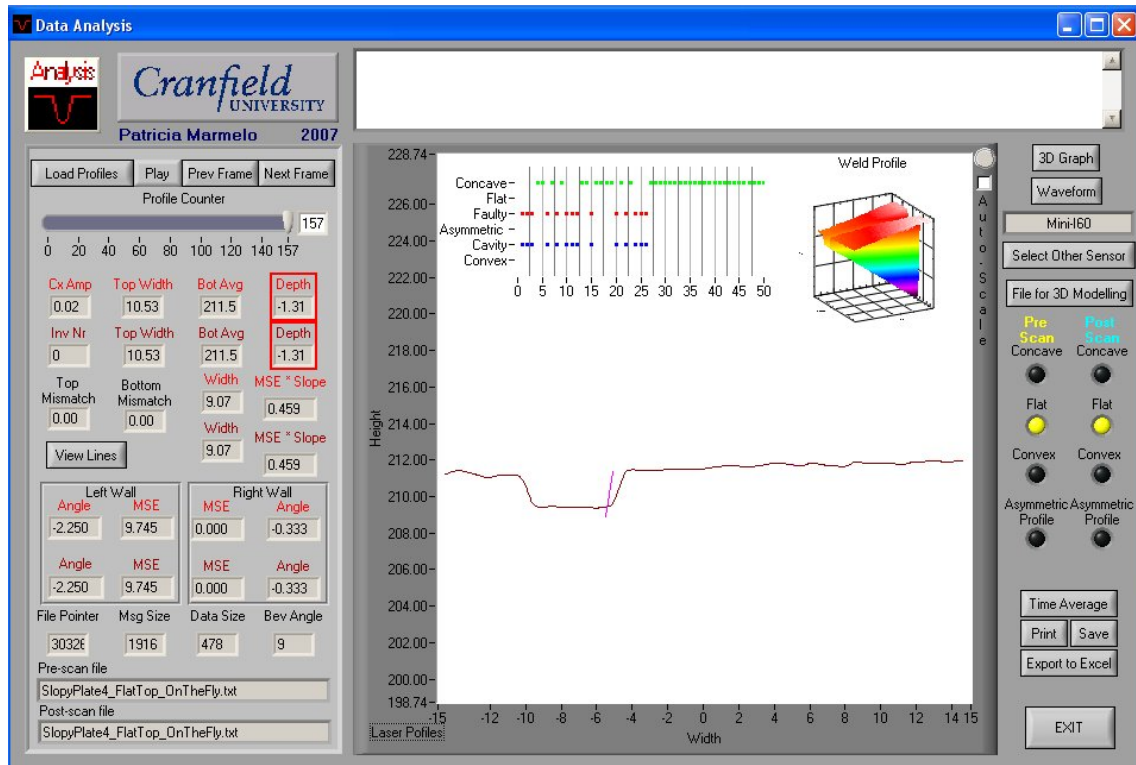 Data Analysis
Analysis
Cranfield
UNIVERSITY
Patricia Marmelo 2007
Load Profiles Play Prev Frame Next Frame
Profile Counter
157
0 20 40 60 80 100 120 140 157
Cx Amp Top Width Bot Avg Depth
0.02 10.53 211.5 -1.31
Inv Nr Top Width Bot Avg Depth
0 10.53 211.5 -1.31
Top Mismatch Bottom Mismatch Width MSE * Slope
0.00 0.00 9.07 0.459
Width MSE * Slope
View Lines 9.07 0.459
Left Wall Right Wall
Angle MSE MSE Angle
-2.250 9.745 0.000 -0.333
Angle MSE MSE Angle
-2.250 9.745 0.000 -0.333
File Pointer Msg Size Data Size Bev Angle
1916 478 9
Pre-scan file
SlopyPlate4_FlatTop_OnTheFly.txt
Post-scan file
SlopyPlate4_FlatTop_OnTheFly.txt
228.74
226.00
224.00
222.00
220.00
218.00
216.00
214.00
212.00
210.00
208.00
206.00
204.00
202.00
200.00
198.74
Height
-15 -12 -10 -8 -6 -4 -2 0 2 4 6 8 10 12 14 15
Width
Laser Pofiles
Concave
Flat
Faulty
Asymmetric
Cavity
Convex
0 5 10 15 20 25 30 35 40 45 50
Weld Profile
Auto-Scale
3D Graph
Waveform
Mini-I60
Select Other Sensor
File for 3D Modelling
Pre Scan Post Scan
Concave Concave
Flat Flat
Convex Convex
Asymmetric Profile Asymmetric Profile
Time Average
Print Save
Export to Excel
EXIT